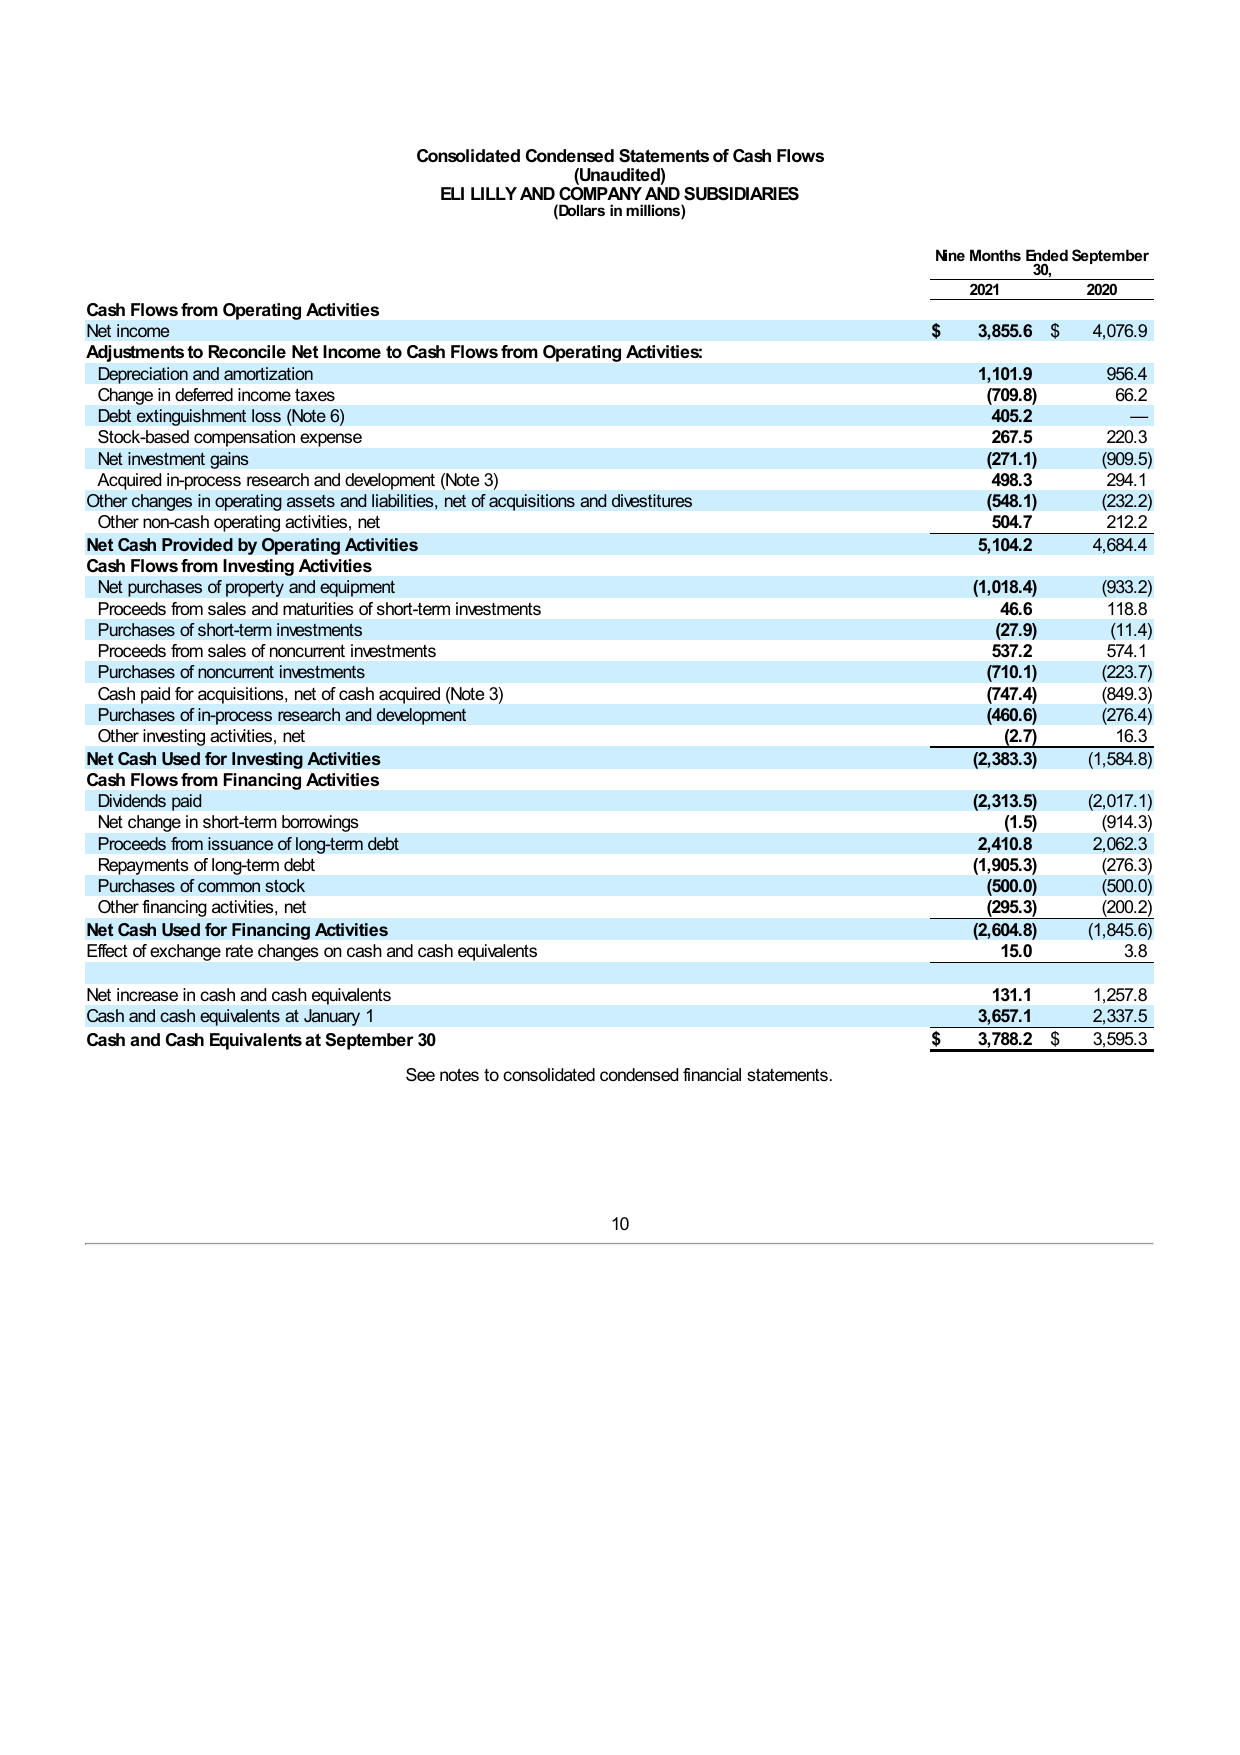 Consolidated Condensed Statements of Cash Flows
(Unaudited)
ELI LILLY AND COMPANY AND SUBSIDIARIES
(Dollars in millions)
Nine Months Ended September
30,
2021 2020
Cash Flows from Operating Activities
Net income $ 3,855.6 $ 4,076.9
Adjustments to Reconcile Net Income to Cash Flows from Operating Activities:
Depreciation and amortization 1,101.9 956.4
Change in deferred income taxes (709.8) 66.2
Debt extinguishment loss (Note 6) 405.2 —
Stock-based compensation expense 267.5 220.3
Net investment gains (271.1) (909.5)
Acquired in-process research and development (Note 3) 498.3 294.1
Other changes in operating assets and liabilities, net of acquisitions and divestitures (548.1) (232.2)
Other non-cash operating activities, net 504.7 212.2
Net Cash Provided by Operating Activities 5,104.2 4,684.4
Cash Flows from Investing Activities
Net purchases of property and equipment (1,018.4) (933.2)
Proceeds from sales and maturities of short-term investments 46.6 118.8
Purchases of short-term investments (27.9) (11.4)
Proceeds from sales of noncurrent investments 537.2 574.1
Purchases of noncurrent investments (710.1) (223.7)
Cash paid for acquisitions, net of cash acquired (Note 3) (747.4) (849.3)
Purchases of in-process research and development (460.6) (276.4)
Other investing activities, net (2.7) 16.3
Net Cash Used for Investing Activities (2,383.3) (1,584.8)
Cash Flows from Financing Activities
Dividends paid (2,313.5) (2,017.1)
Net change in short-term borrowings (1.5) (914.3)
Proceeds from issuance of long-term debt 2,410.8 2,062.3
Repayments of long-term debt (1,905.3) (276.3)
Purchases of common stock (500.0) (500.0)
Other financing activities, net (295.3) (200.2)
Net Cash Used for Financing Activities (2,604.8) (1,845.6)
Effect of exchange rate changes on cash and cash equivalents 15.0 3.8
Net increase in cash and cash equivalents 131.1 1,257.8
Cash and cash equivalents at January 1 3,657.1 2,337.5
Cash and Cash Equivalents at September 30 $ 3,788.2 $ 3,595.3
See notes to consolidated condensed financial statements.
10